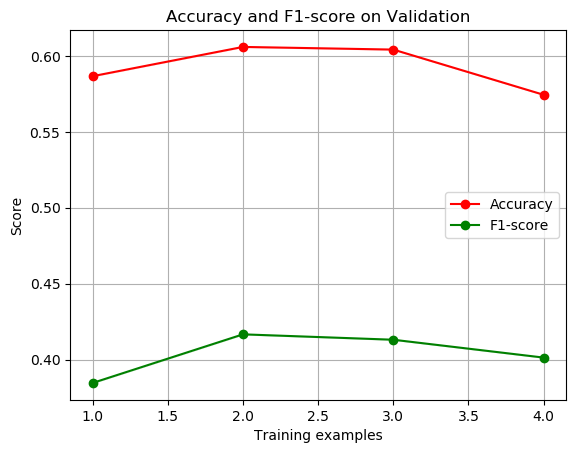 Accuracy and F1-score on Validation
0.60
0.55
0.50
0.45
0.40
Score
Accuracy
F1-score
1.0 1.5 2.0 2.5 3.0 3.5 4.0
Training examples